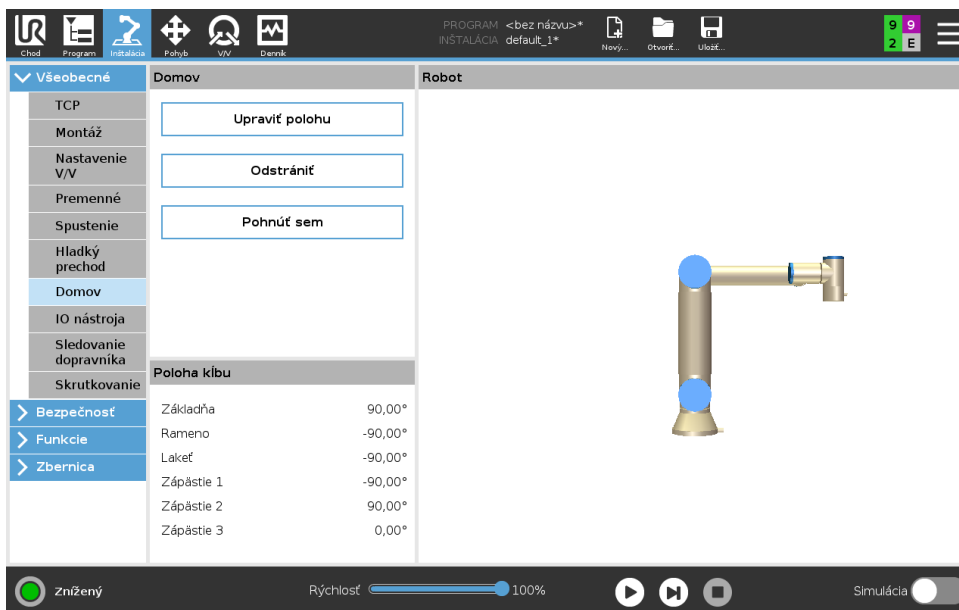 PROGRAM <bez názvu>*
INŠTALÁCIA default_1*
UR
Chod
Program
Inštalácia
Pohyb
V/V
Denník
Nový...
Otvoriť...
Uložiť...
9 9
2 E
Všeobecné
TCP
Montáž
Nastavenie
V/V
Premenné
Spustenie
Hladký
prechod
Domov
IO nástroja
Sledovanie
dopravníka
Skrutkovanie
Bezpečnosť
Funkcie
Zbernica
Domov
Upraviť polohu
Odstrániť
Pohnúť sem
Poloha kĺbu
Základňa 90,00°
Rameno -90,00°
Lakeť -90,00°
Zápästie 1 -90,00°
Zápästie 2 90,00°
Zápästie 3 0,00°
Robot
Znížený
Rýchlosť 100%
Simulácia